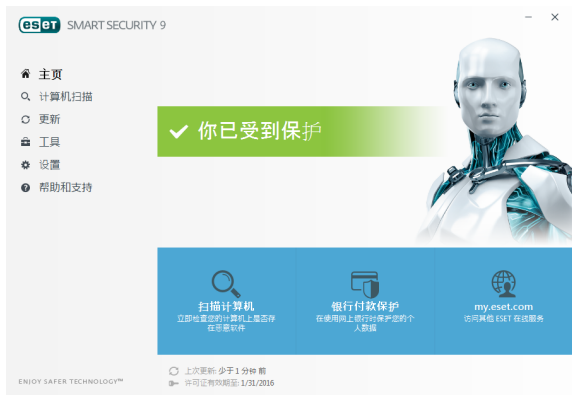 eset SMART SECURITY 9
主页
计算机扫描
更新
工具
设置
帮助和支持
你已受到保护
扫描计算机
立即检查您的计算机上是否存
在恶意软件
银行付款保护
在使用网上银行时保护您的个
人数据
my.eset.com
访问其他 ESET 在线服务
上次更新: 少于 1 分钟 前
许可证有效期至: 1/31/2016
ENJOY SAFER TECHNOLOGY™